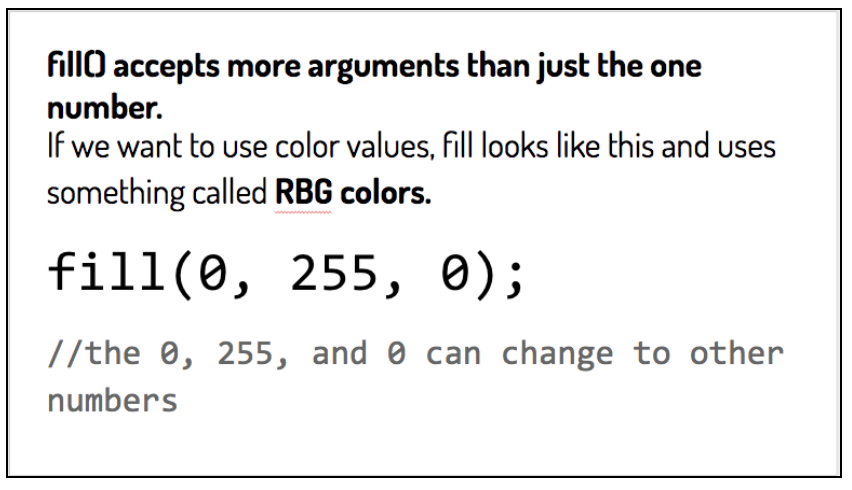 fill() accepts more arguments than just the one
number.
If we want to use color values, fill looks like this and uses
something called RBG colors.
fill(0, 255, 0);
//the 0, 255, and 0 can change to other
numbers